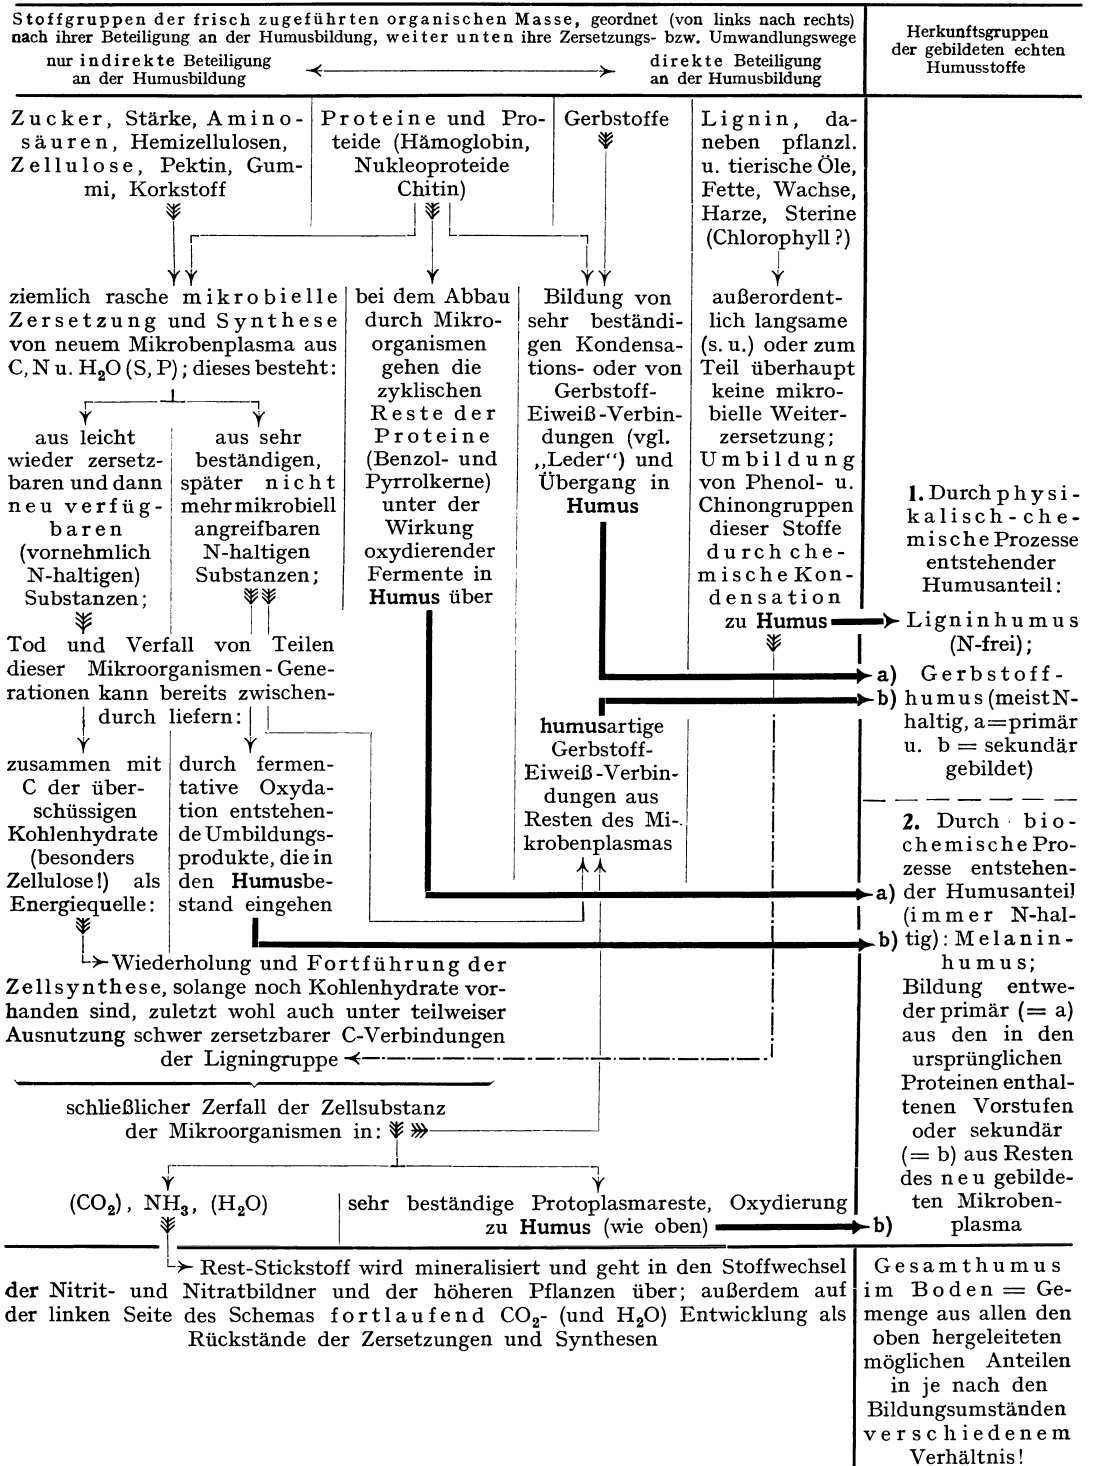 Stoffgruppen der frisch zugeführten organischen Masse, geordnet (von links nach rechts)
nach ihrer Beteiligung an der Humusbildung, weiter unten ihre Zersetzungs- bzw. Umwandlungswege
nur indirekte Beteiligung
an der Humusbildung
direkte Beteiligung
an der Humusbildung
Herkunftsgruppen
der gebildeten echten
Humusstoffe
Zucker, Stärke, Amino-
säuren, Hemizellulosen,
Zellulose, Pektin, Gum-
mi, Korkstoff
Proteine und Pro-
teide (Hämoglobin,
Nukleoproteide
Chitin)
Gerbstoffe
Lignin, da-
neben pflanzl.
u. tierische Öle,
Fette, Wachse,
Harze, Sterine
(Chlorophyll?)
ziemlich rasche mikrobielle
Zersetzung und Synthese
von neuem Mikrobenplasma aus
C, N u. H₂O (S, P); dieses besteht:
bei dem Abbau
durch Mikro-
organismen
gehen die
zyklischen
Reste der
Proteine
(Benzol- und
Pyrrolkerne)
unter der
Wirkung
oxydierender
Fermente in
Humus über
Bildung von
sehr beständi-
gen Kondensa-
tions- oder von
Gerbstoff-
Eiweiß-Verbin-
dungen (vgl.
„Leder“) und
Übergang in
Humus
außerordent-
lich langsame
(s. u.) oder zum
Teil überhaupt
keine mikro-
bielle Weiter-
zersetzung;
Umbildung
von Phenol- u.
Chinongruppen
dieser Stoffe
durch che-
mische Kon-
densation
zu Humus
aus leicht
wieder zersetz-
baren und dann
neu verfüg-
baren
(vornehmlich
N-haltigen)
Substanzen;
aus sehr
beständigen,
später nicht
mehr mikrobiell
angreifbaren
N-haltigen
Substanzen;
1. Durch physi-
kalisch-che-
mische Prozesse
entstehender
Humusanteil:
Ligninhumus
(N-frei);
a) Gerbstoff-
b) humus (meist N-
haltig, a=primär
u. b = sekundär
gebildet)
Tod und Verfall von Teilen
dieser Mikroorganismen-Gene-
rationen kann bereits zwischen-
durch liefern:
zusammen mit
C der über-
schüssigen
Kohlenhydrate
(besonders
Zellulose!) als
Energiequelle:
durch fermen-
tative Oxyda-
tion entstehen-
de Umbildungs-
produkte, die in
den Humusbe-
stand eingehen
humusartige
Gerbstoff-
Eiweiß-Verbin-
dungen aus
Resten des Mi-
krobenplasmas
2. Durch bio-
chemische Pro-
zesse entstehen-
a) der Humusanteil
(immer N-hal-
b) tig): Melanin-
humus;
Bildung entwe-
der primär (= a)
aus den in den
ursprünglichen
Proteinen enthal-
tenen Vorstufen
oder sekundär
(= b) aus Resten
des neu gebilde-
ten Mikroben-
plasma
Wiederholung und Fortführung der
Zellsynthese, solange noch Kohlenhydrate vor-
handen sind, zuletzt wohl auch unter teilweiser
Ausnutzung schwer zersetzbarer C-Verbindungen
der Ligningruppe
schließlicher Zerfall der Zellsubstanz
der Mikroorganismen in:
(CO₂), NH₃, (H₂O)
sehr beständige Protoplasmareste, Oxydierung
zu Humus (wie oben)
b)
Rest-Stickstoff wird mineralisiert und geht in den Stoffwechsel
der Nitrit- und Nitratbildner und der höheren Pflanzen über; außerdem auf
der linken Seite des Schemas fortlaufend CO₂- (und H₂O) Entwicklung als
Rückstände der Zersetzungen und Synthesen
Gesamthumus
im Boden = Ge-
menge aus allen den
oben hergeleiteten
möglichen Anteilen
in je nach den
Bildungsumständen
verschiedenem
Verhältnis!